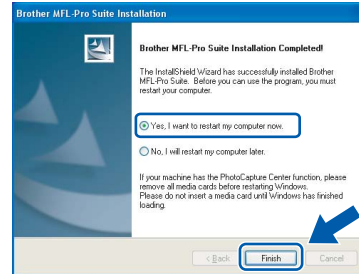 Brother MFL-Pro Suite Installation
Brother MFL-Pro Suite Installation Completed!
The InstallShield Wizard has successfully installed Brother
MFL-Pro Suite.  Before you can use the program, you must
restart your computer.
Yes, I want to restart my computer now.
No, I will restart my computer later.
If your machine has the PhotoCapture Center function, please
remove all media cards before restarting Windows.
Please do not insert a media card until Windows has finished
loading.
< Back
Finish
Cancel